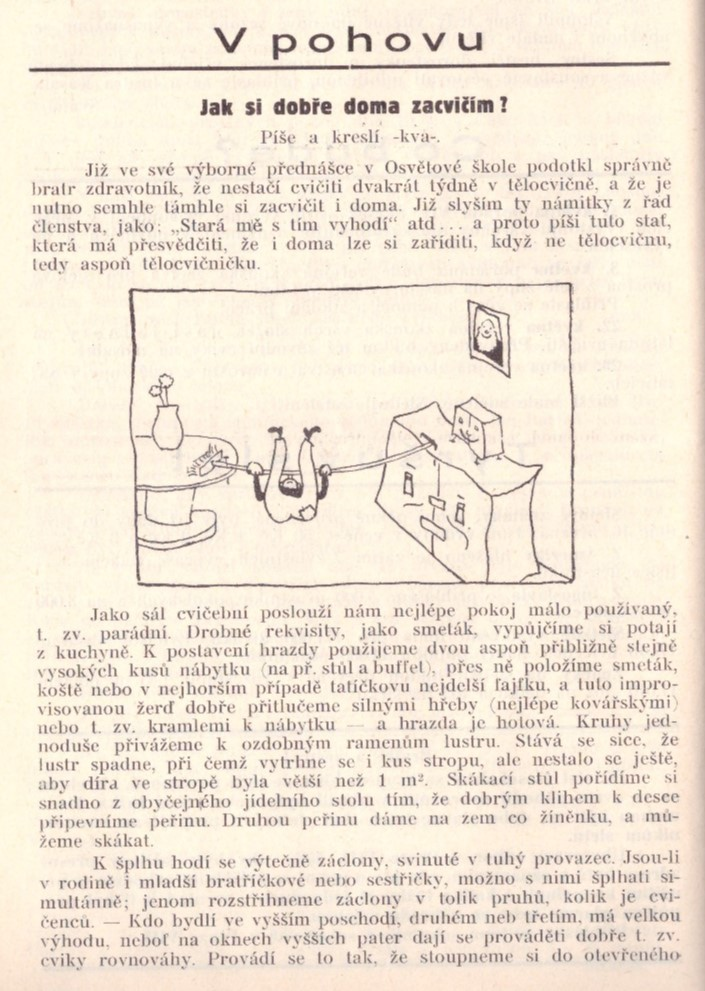 V pohovu
Jak si dobře doma zacvičím?
Píše a kreslí -kva-.
Již ve své výborné přednášce v Osvětové škole podotkl správně
bratr zdravotník, že nestačí cvičiti dvakrát týdně v tělocvičně, a že je
nutno semhle támhle si zacvičit i doma. Již slyším ty námitky z řad
členstva, jako: „Stará mě s tím vyhodí“ atd... a proto píši tuto stať,
která má přesvědčiti, že i doma lze si zaříditi, když ne tělocvičnu,
tedy aspoň tělocvičničku.
Jako sál cvičební poslouží nám nejlépe pokoj málo používaný,
t. zv. parádní. Drobné rekvisity, jako smeták, vypůjčíme si potají
z kuchyně. K postavení hrazdy použijeme dvou aspoň přibližně stejně
vysokých kusů nábytku (na př. stůl a buffet), přes ně položíme smeták,
koště nebo v nejhorším případě tatíčkovu nejdelší fajfku, a tuto impro-
visovanou žerď dobře přitlučeme silnými hřeby (nejlépe kovářskými)
nebo t. zv. kramlemi k nábytku — a hrazda je hotová. Kruhy jed-
noduše přivážeme k ozdobným ramenům lustru. Stává se sice, že
lustr spadne, při čemž vytrhne se i kus stropu, ale nestalo se ještě,
aby díra ve stropě byla větší než 1 m². Skákací stůl pořídíme si
snadno z obyčejného jídelního stolu tím, že dobrým klihem k desce
připevníme peřinu. Druhou peřinu dáme na zem co žíněnku, a mů-
žeme skákat.
K šplhu hodí se výtečně záclony, svinuté v tuhý provazec. Jsou-li
v rodině i mladší bratříčkové nebo sestřičky, možno s nimi šplhati si-
multánně; jenom rozstřihneme záclony v tolik pruhů, kolik je cvi-
čenců. — Kdo bydlí ve vyšším poschodí, druhém neb třetím, má velkou
výhodu, neboť na oknech vyšších pater dají se prováděti dobře t. zv.
cviky rovnováhy. Provádí se to tak, že stoupneme si do otevřeného